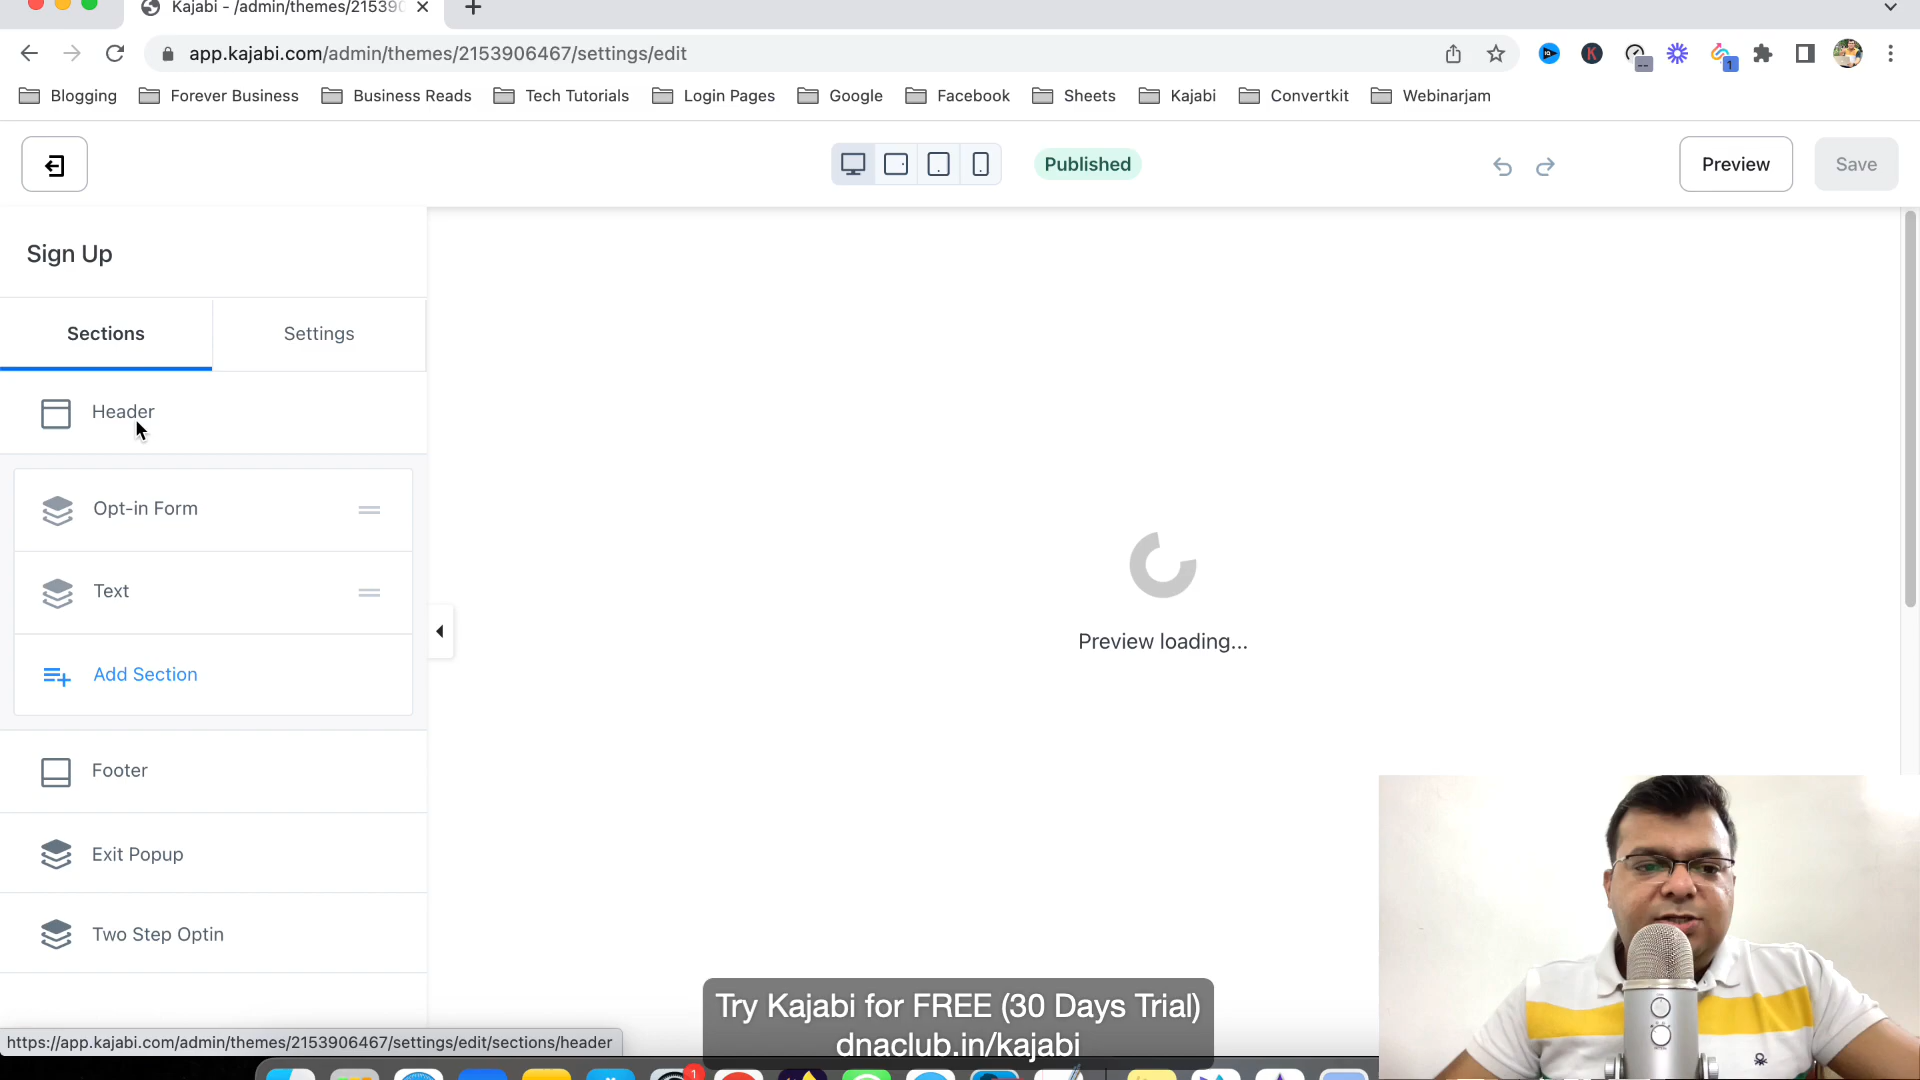 Kajabi - /admin/themes/21539
app.kajabi.com/admin/themes/2153906467/settings/edit
1
Blogging
Forever Business
Business Reads
Tech Tutorials
Login Pages
Google
Facebook
Sheets
Kajabi
Convertkit
Webinarjam
Published
Preview
Save
Sign Up
Sections
Settings
Header
Opt-in Form
Text
Add Section
Footer
Exit Popup
Two Step Optin
Preview loading...
https://app.kajabi.com/admin/themes/2153906467/settings/edit/sections/header
Try Kajabi for FREE (30 Days Trial)
dnaclub.in/kajabi
1